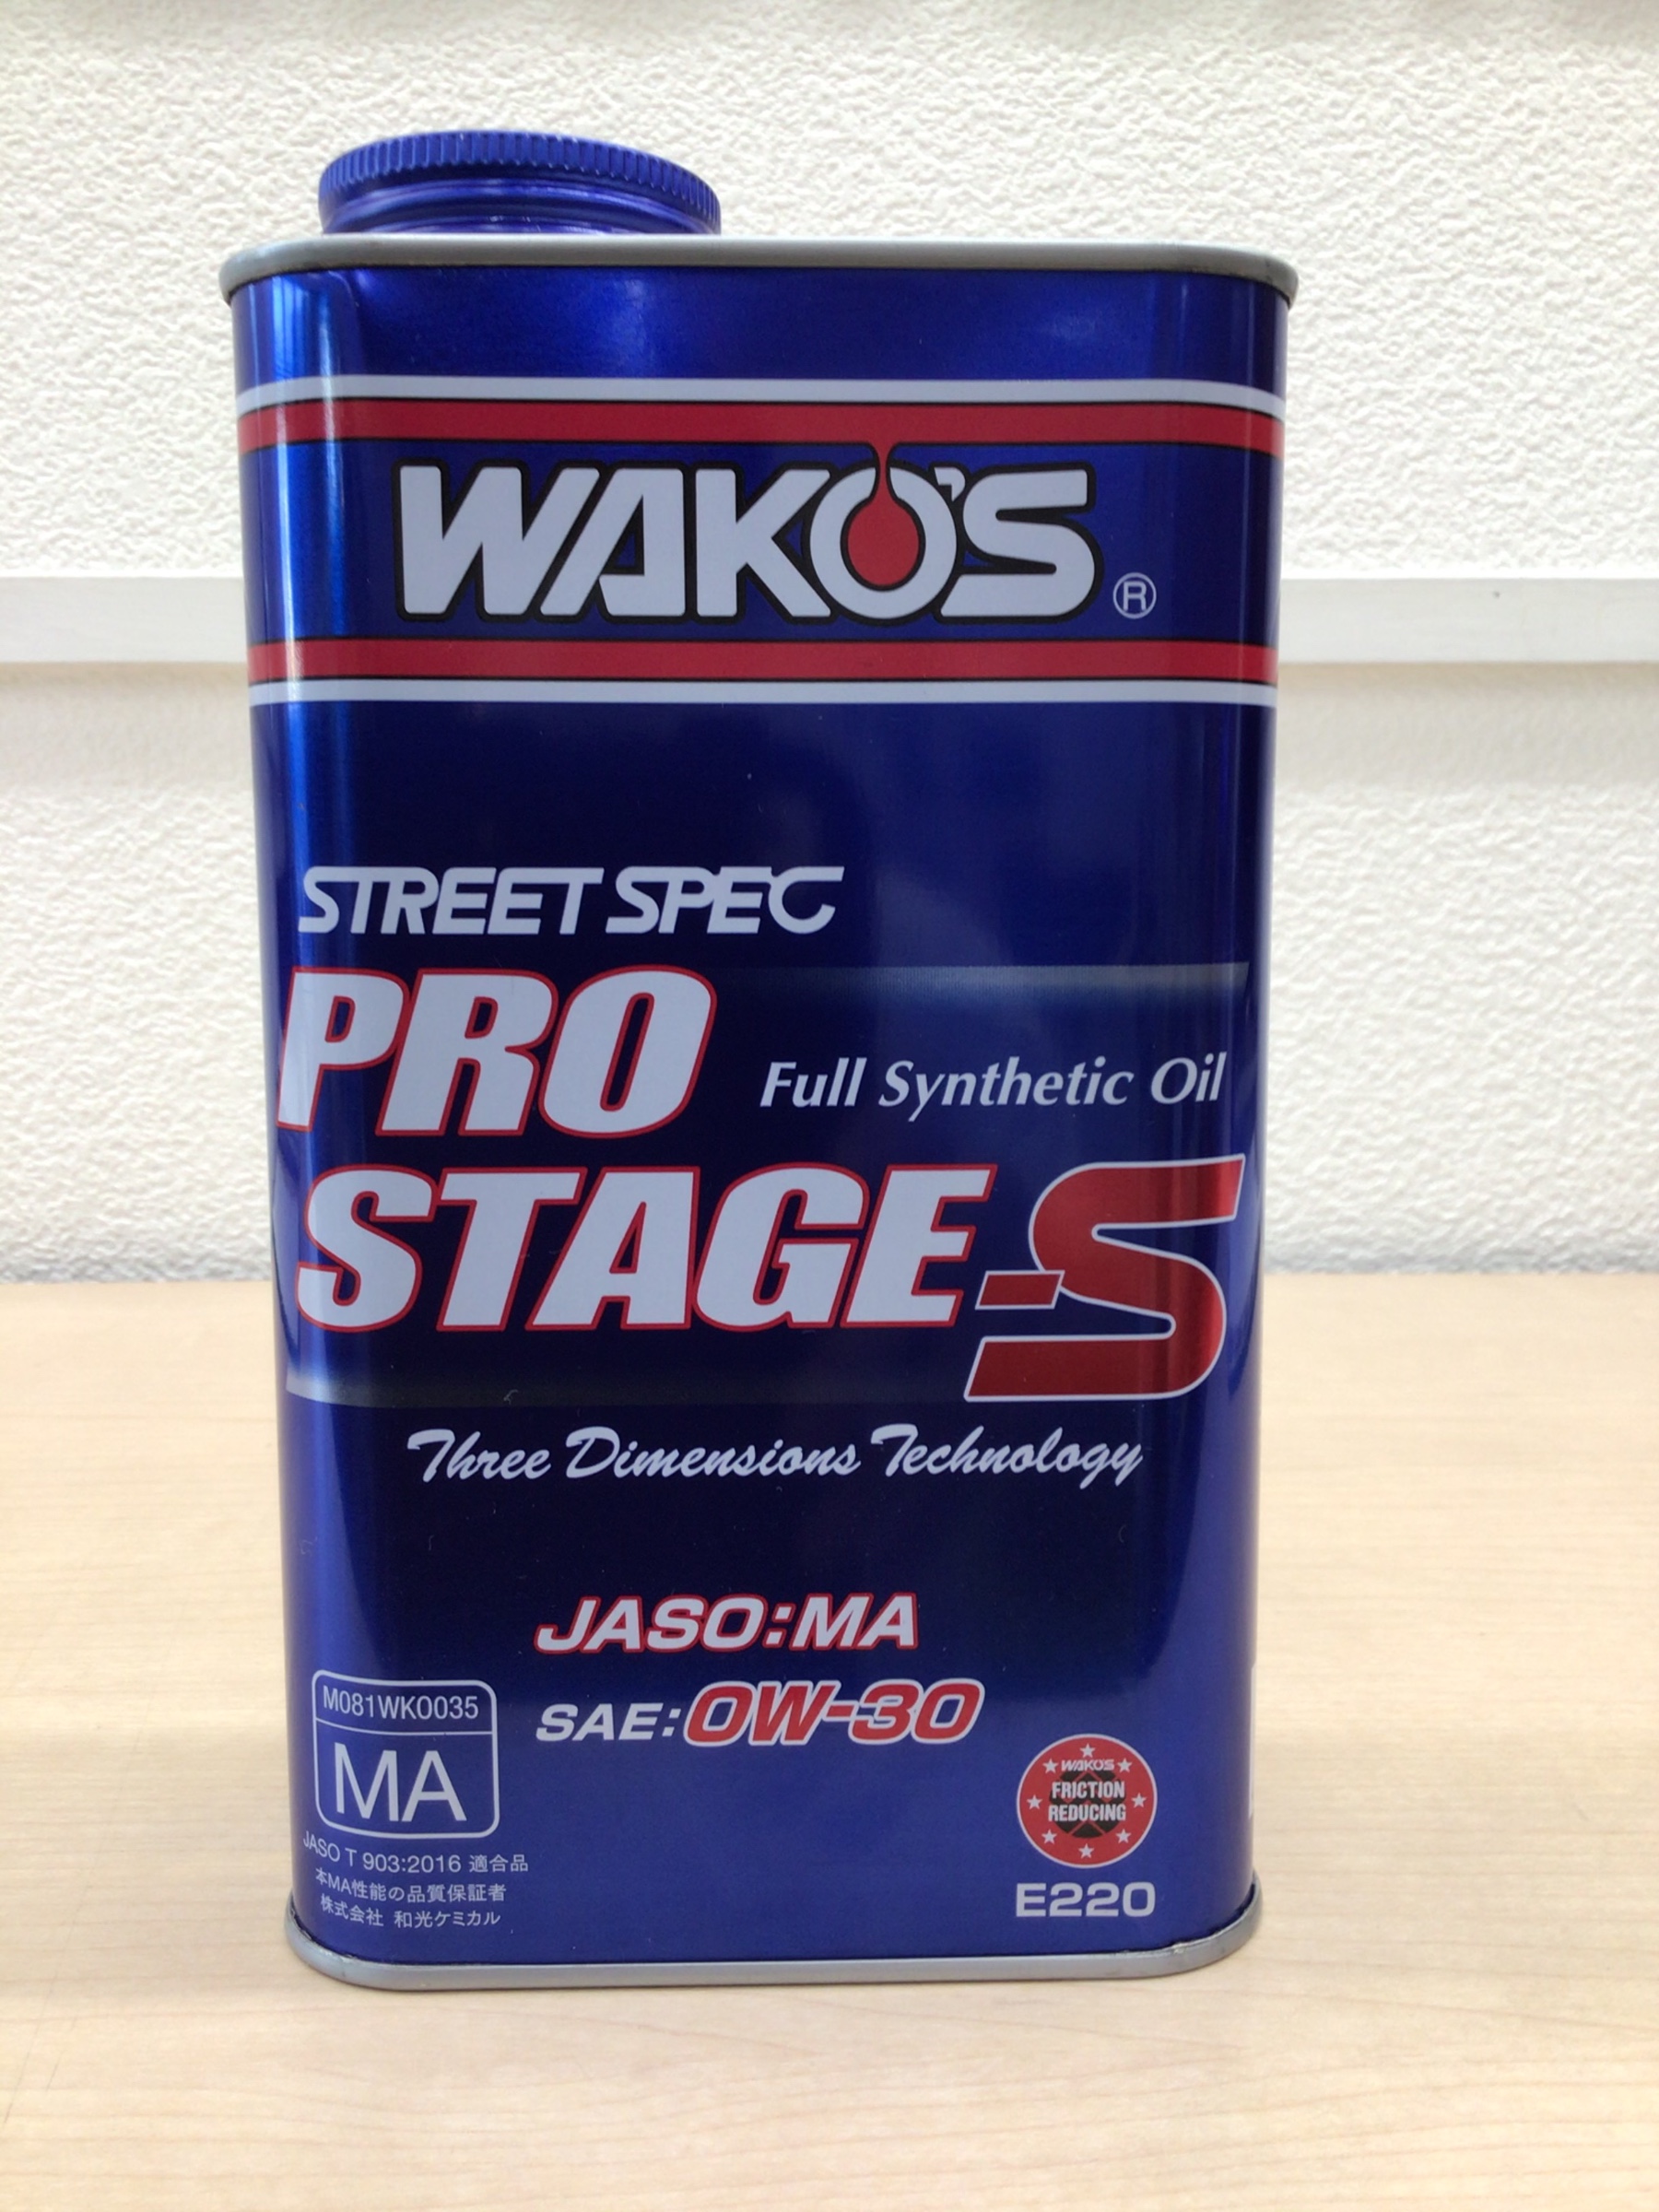 WAKO'S®
STREET SPEC
PRO
Full Synthetic Oil
STAGE-S
Three Dimensions Technology
JASO:MA
SAE:0W-30
M081WK0035
MA
JASO T 903:2016 適合品
本MA性能の品質保証者
株式会社 和光ケミカル
WAKO'S
FRICTION
REDUCING
E220